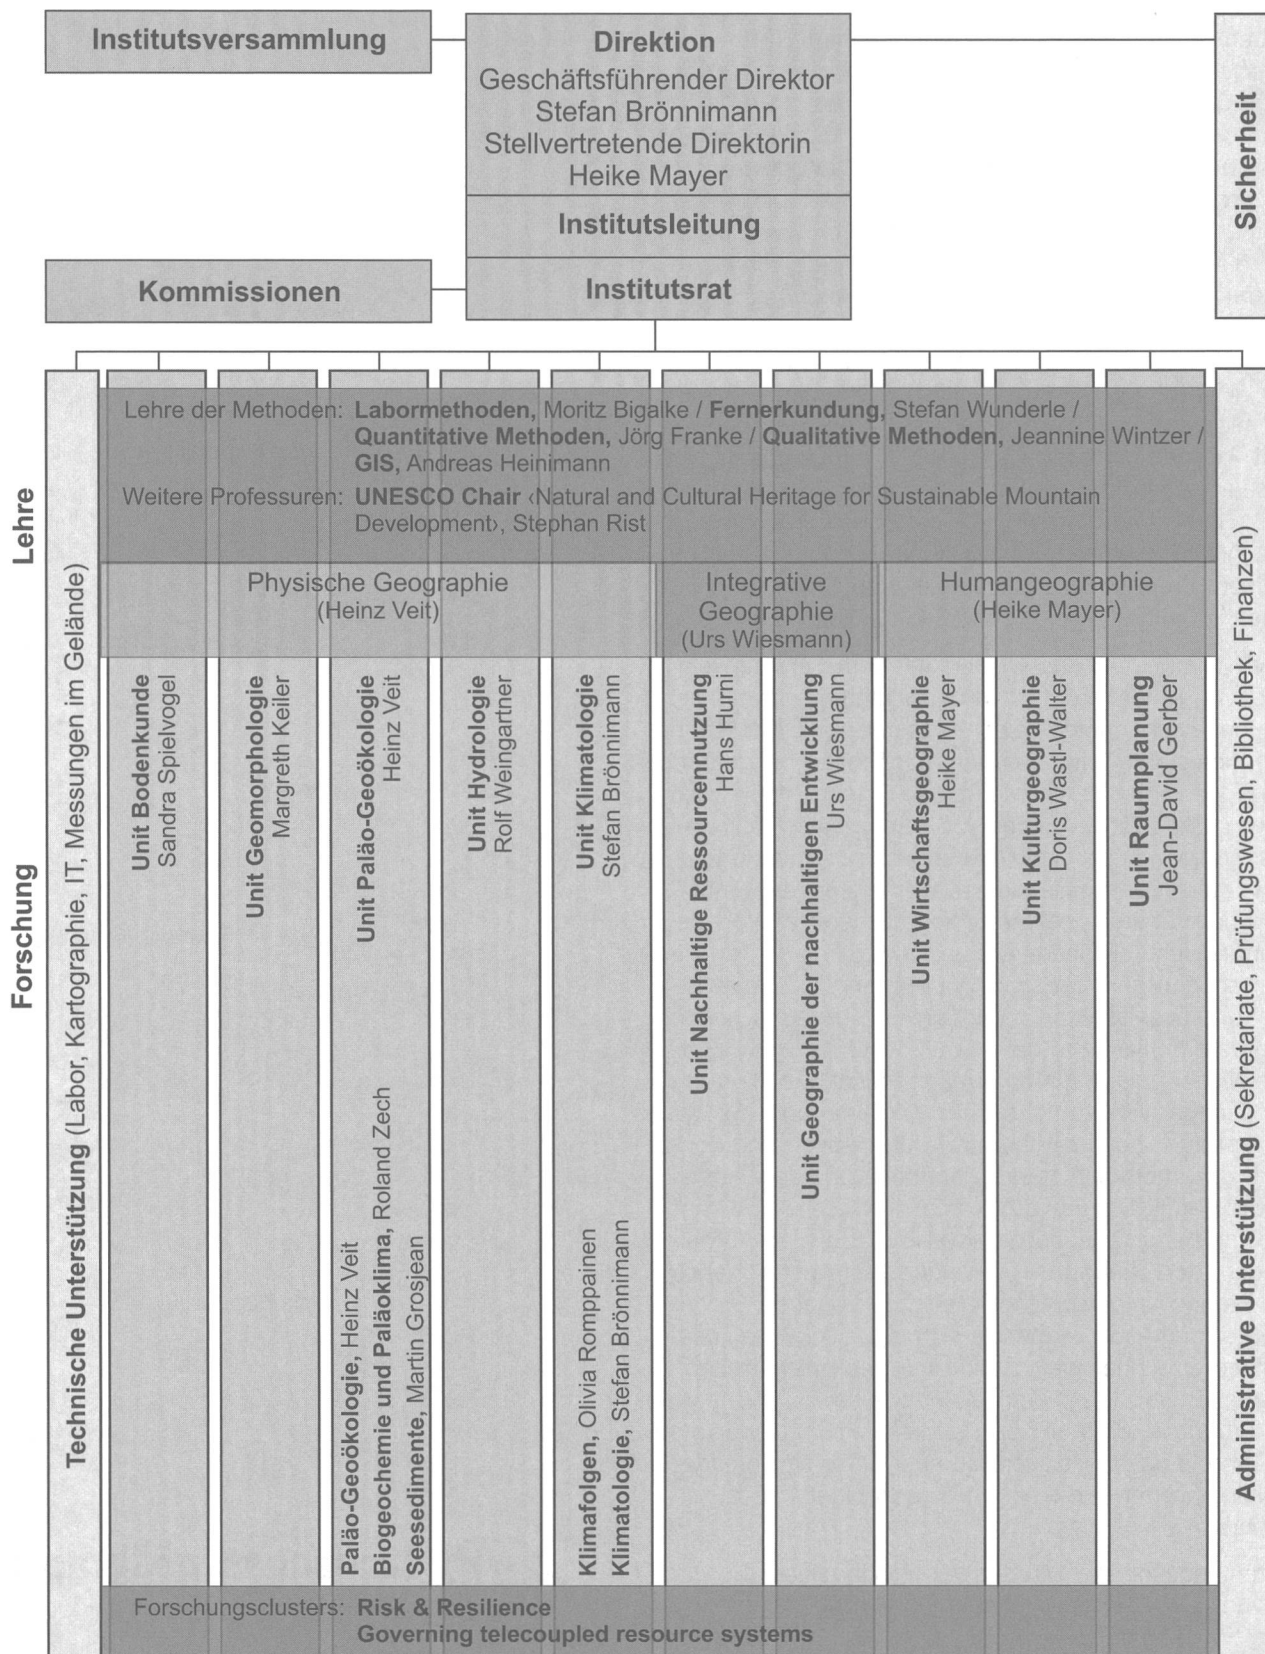 Institutsversammlung
Direktion
Geschäftsführender Direktor
Stefan Brönnimann
Stellvertretende Direktorin
Heike Mayer
Institutsleitung
Institutsrat
Kommissionen
Sicherheit
Lehre
Forschung
Technische Unterstützung (Labor, Kartographie, IT, Messungen im Gelände)
Lehre der Methoden: Labormethoden, Moritz Bigalke / Fernerkundung, Stefan Wunderle /
Quantitative Methoden, Jörg Franke / Qualitative Methoden, Jeannine Wintzer /
GIS, Andreas Heinimann
Weitere Professuren: UNESCO Chair ‹Natural and Cultural Heritage for Sustainable Mountain
Development›, Stephan Rist
Physische Geographie
(Heinz Veit)
Integrative
Geographie
(Urs Wiesmann)
Humangeographie
(Heike Mayer)
Unit Bodenkunde
Sandra Spielvogel
Unit Geomorphologie
Margreth Keiler
Unit Paläo-Geoökologie
Heinz Veit
Paläo-Geoökologie, Heinz Veit
Biogeochemie und Paläoklima, Roland Zech
Seesedimente, Martin Grosjean
Unit Hydrologie
Rolf Weingartner
Unit Klimatologie
Stefan Brönnimann
Klimafolgen, Olivia Romppainen
Klimatologie, Stefan Brönnimann
Unit Nachhaltige Ressourcennutzung
Hans Hurni
Unit Geographie der nachhaltigen Entwicklung
Urs Wiesmann
Unit Wirtschaftsgeographie
Heike Mayer
Unit Kulturgeographie
Doris Wastl-Walter
Unit Raumplanung
Jean-David Gerber
Administrative Unterstützung (Sekretariate, Prüfungswesen, Bibliothek, Finanzen)
Forschungsclusters: Risk & Resilience
Governing telecoupled resource systems